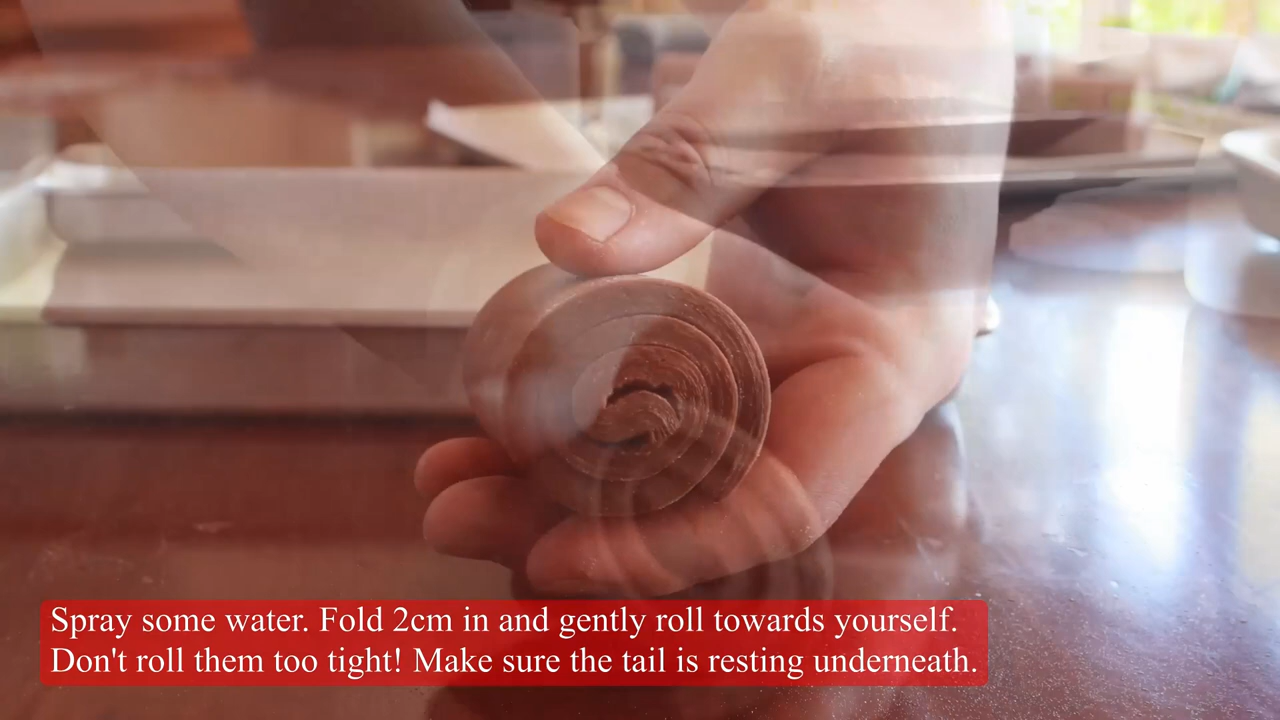 Spray some water. Fold 2cm in and gently roll towards yourself.
Don't roll them too tight! Make sure the tail is resting underneath.